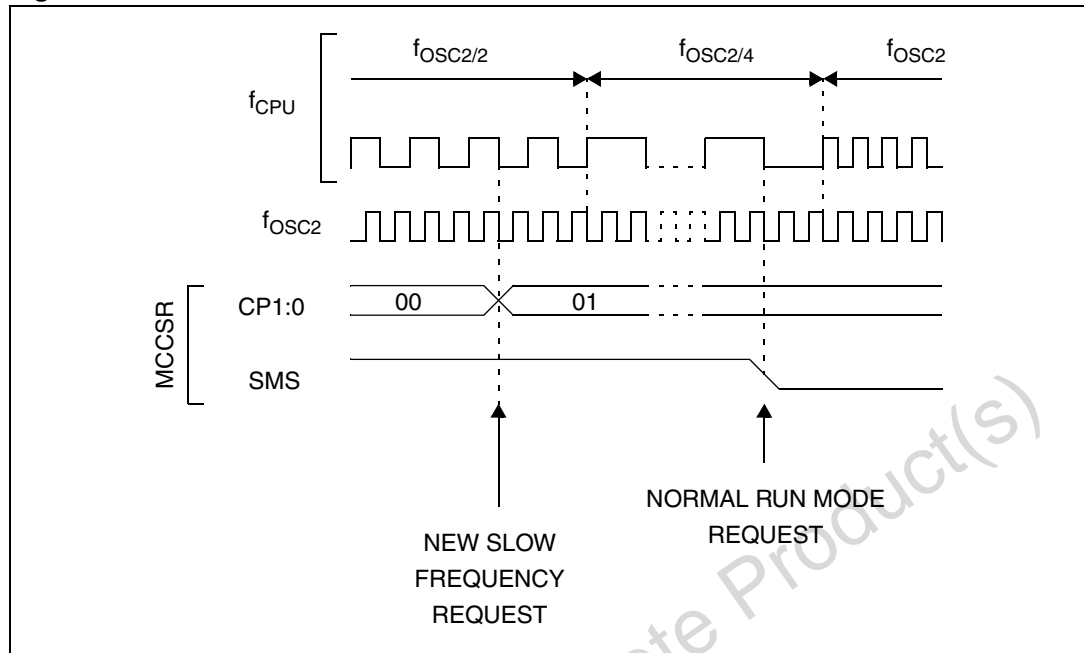 fOSC2/2 fOSC2/4 fOSC2
fCPU
fOSC2
MCCSR
CP1:0 00 01
SMS
NEW SLOW
FREQUENCY
REQUEST
NORMAL RUN MODE
REQUEST
Product(s)